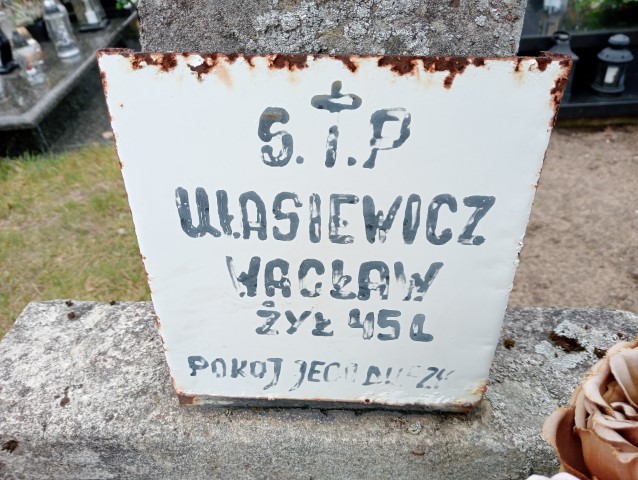 Ś.T.P
WŁASIEWICZ
WACŁAW
ŻYŁ 45 L
POKÓJ JEGO DUSZY